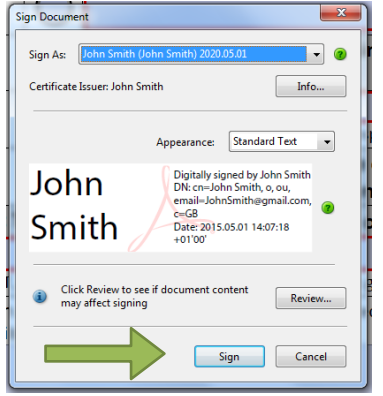 Sign Document
Sign As: John Smith (John Smith) 2020.05.01
Certificate Issuer: John Smith Info...
Appearance: Standard Text
John
Smith
Digitally signed by John Smith
DN: cn=John Smith, o, ou,
email=JohnSmith@gmail.com,
c=GB
Date: 2015.05.01 14:07:18
+01'00'
Click Review to see if document content
may affect signing
Review...
Sign Cancel